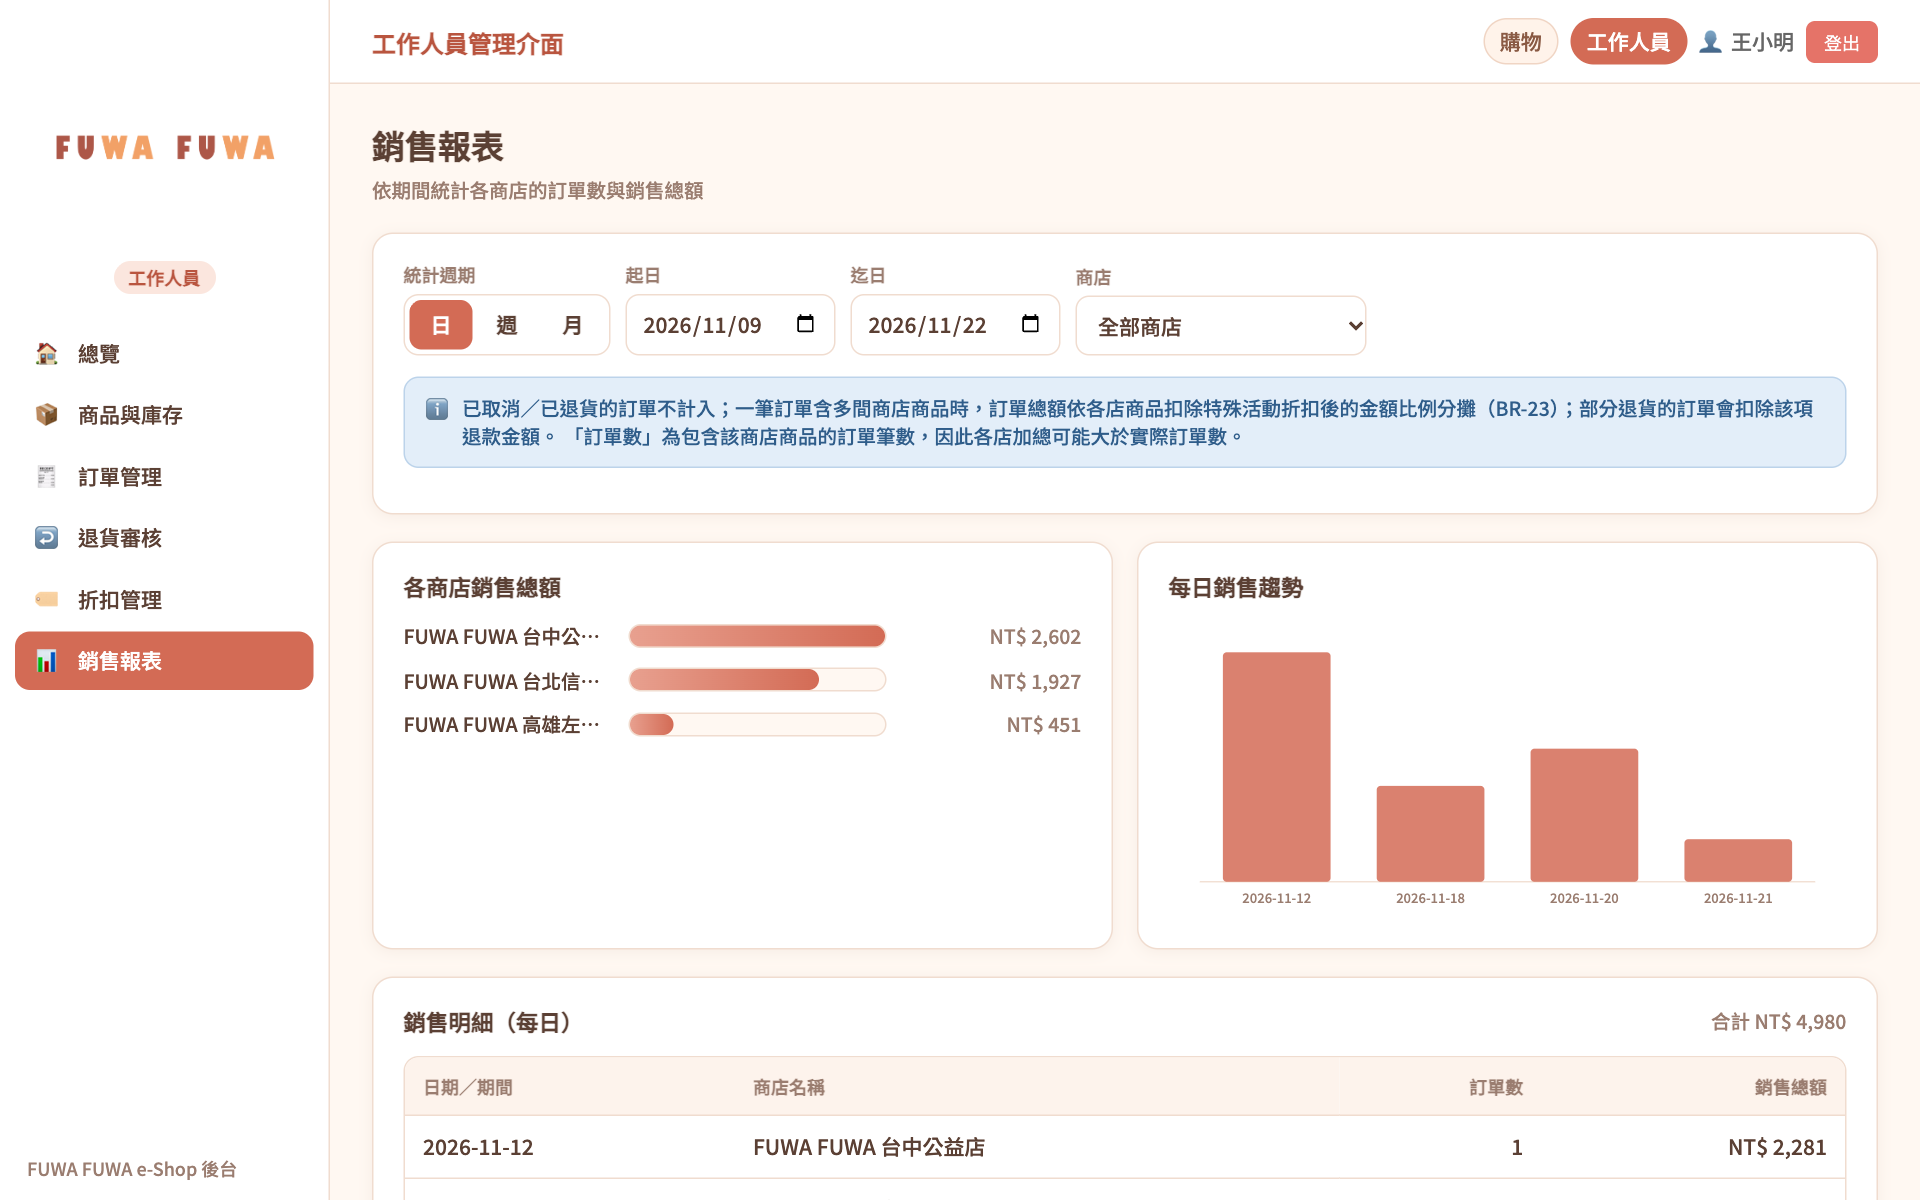 工作人員管理介面
購物
工作人員
王小明
登出
FUWA FUWA
工作人員
總覽
商品與庫存
訂單管理
退貨審核
折扣管理
銷售報表
FUWA FUWA e-Shop 後台
銷售報表
依期間統計各商店的訂單數與銷售總額
統計週期
起日
迄日
商店
日
週
月
2026/11/09
2026/11/22
全部商店
已取消／已退貨的訂單不計入；一筆訂單含多間商店商品時，訂單總額依各店商品扣除特殊活動折扣後的金額比例分攤（BR-23）；部分退貨的訂單會扣除該項
退款金額。「訂單數」為包含該商店商品的訂單筆數，因此各店加總可能大於實際訂單數。
各商店銷售總額
FUWA FUWA 台中公…
NT$ 2,602
FUWA FUWA 台北信…
NT$ 1,927
FUWA FUWA 高雄左…
NT$ 451
每日銷售趨勢
2026-11-12
2026-11-18
2026-11-20
2026-11-21
銷售明細（每日）
合計 NT$ 4,980
日期／期間
商店名稱
訂單數
銷售總額
2026-11-12
FUWA FUWA 台中公益店
1
NT$ 2,281